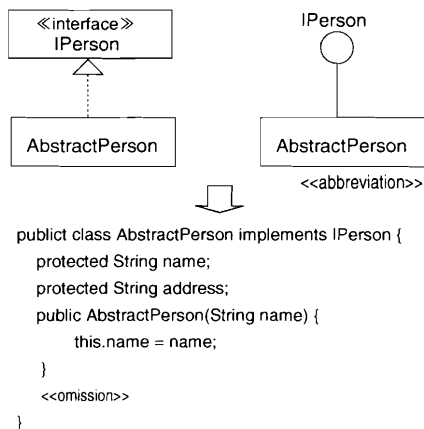 ≪interface≫
IPerson
IPerson
AbstractPerson
AbstractPerson
<<abbreviation>>
publict class AbstractPerson implements IPerson {
protected String name;
protected String address;
public AbstractPerson(String name) {
this.name = name;
}
<<omission>>
}